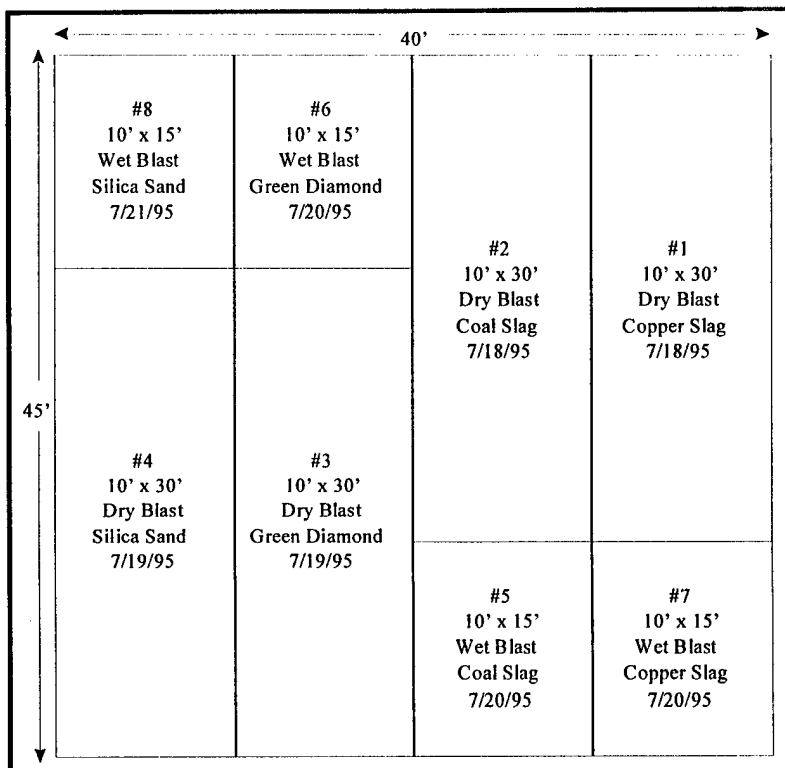 40'
#8
10' x 15'
Wet Blast
Silica Sand
7/21/95
#6
10' x 15'
Wet Blast
Green Diamond
7/20/95
#2
10' x 30'
Dry Blast
Coal Slag
7/18/95
#1
10' x 30'
Dry Blast
Copper Slag
7/18/95
45'
#4
10' x 30'
Dry Blast
Silica Sand
7/19/95
#3
10' x 30'
Dry Blast
Green Diamond
7/19/95
#5
10' x 15'
Wet Blast
Coal Slag
7/20/95
#7
10' x 15'
Wet Blast
Copper Slag
7/20/95